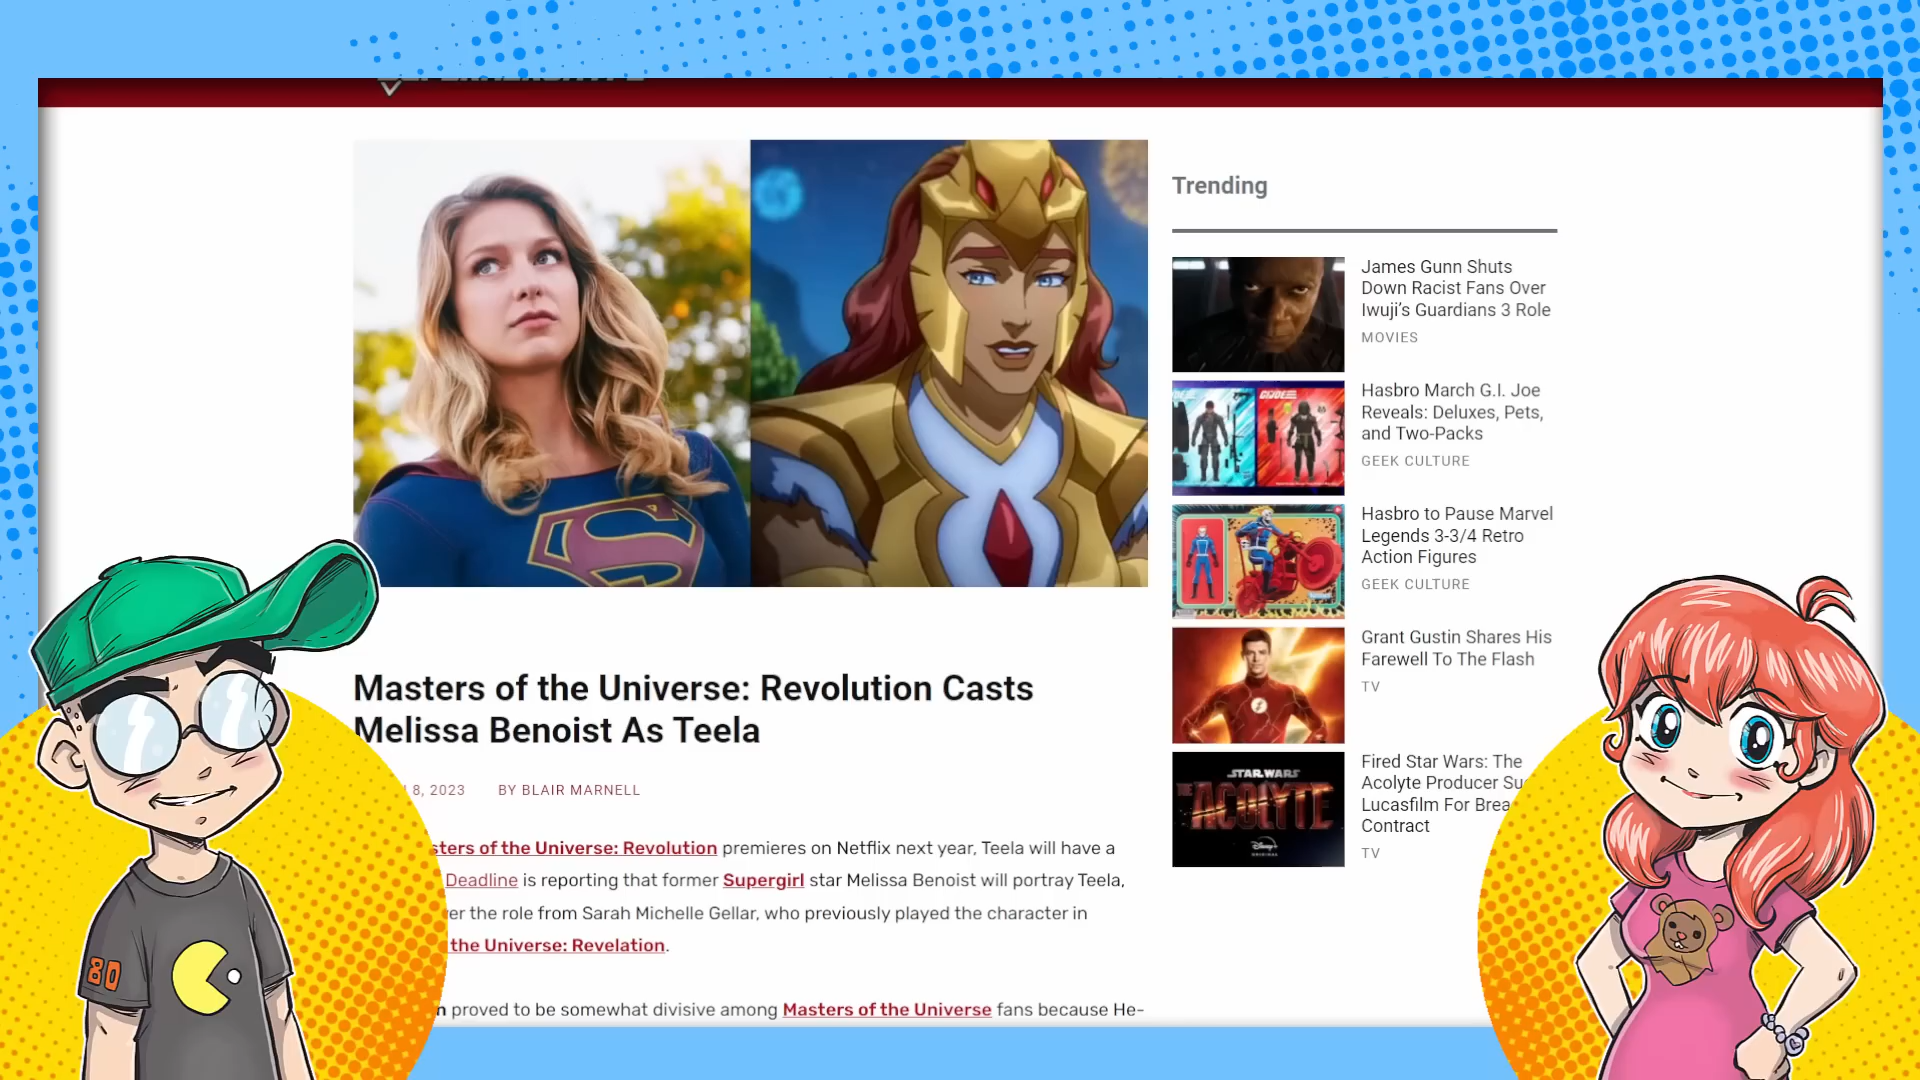 Trending
James Gunn Shuts
Down Racist Fans Over
Iwuji’s Guardians 3 Role
MOVIES
Hasbro March G.I. Joe
Reveals: Deluxes, Pets,
and Two-Packs
GEEK CULTURE
Hasbro to Pause Marvel
Legends 3-3/4 Retro
Action Figures
GEEK CULTURE
Grant Gustin Shares His
Farewell To The Flash
TV
STAR WARS
THE
ACOLYTE
Disney+
ORIGINAL
Fired Star Wars: The
Acolyte Producer Su
Lucasfilm For Brea
Contract
TV
Masters of the Universe: Revolution Casts
Melissa Benoist As Teela
8, 2023 BY BLAIR MARNELL
sters of the Universe: Revolution premieres on Netflix next year, Teela will have a
Deadline is reporting that former Supergirl star Melissa Benoist will portray Teela,
er the role from Sarah Michelle Gellar, who previously played the character in
the Universe: Revelation.
n proved to be somewhat divisive among Masters of the Universe fans because He-
80